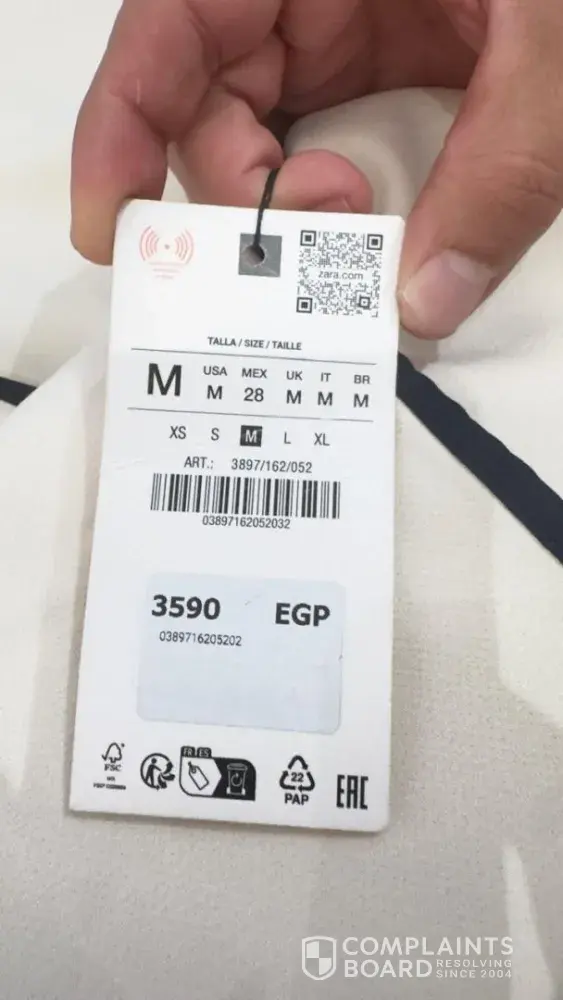 zara.com
TALLA / SIZE / TAILLE
M USA MEX UK IT BR
M 28 M M M
XS S M L XL
ART.: 3897/162/052
03897162052032
3590 EGP
0389716205202
FSC
FR ES
22
PAP
EAC
COMPLAINTS
BOARD RESOLVING
SINCE 2004